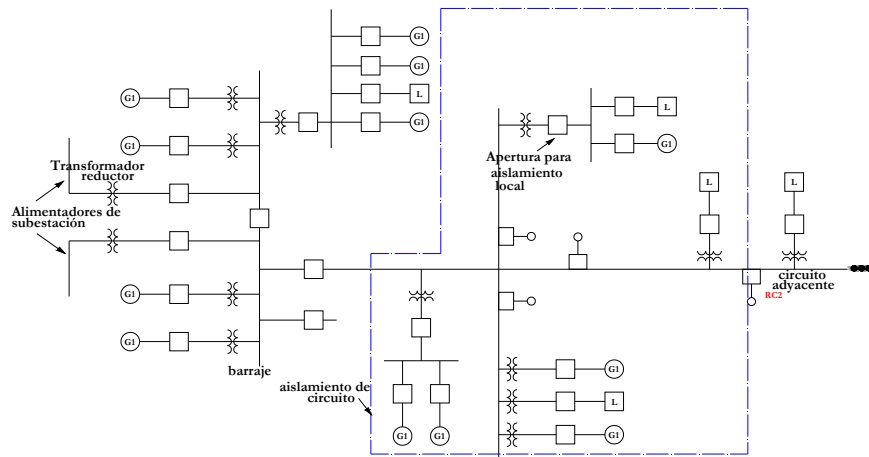 G1
G1
L
G1
G1
G1
L
G1
Transformador
reductor
Apertura para
aislamiento
local
L
L
Alimentadores de
subestación
circuito
adyacente
RC2
G1
G1
barraje
aislamiento de
circuito
G1
L
G1
G1
G1